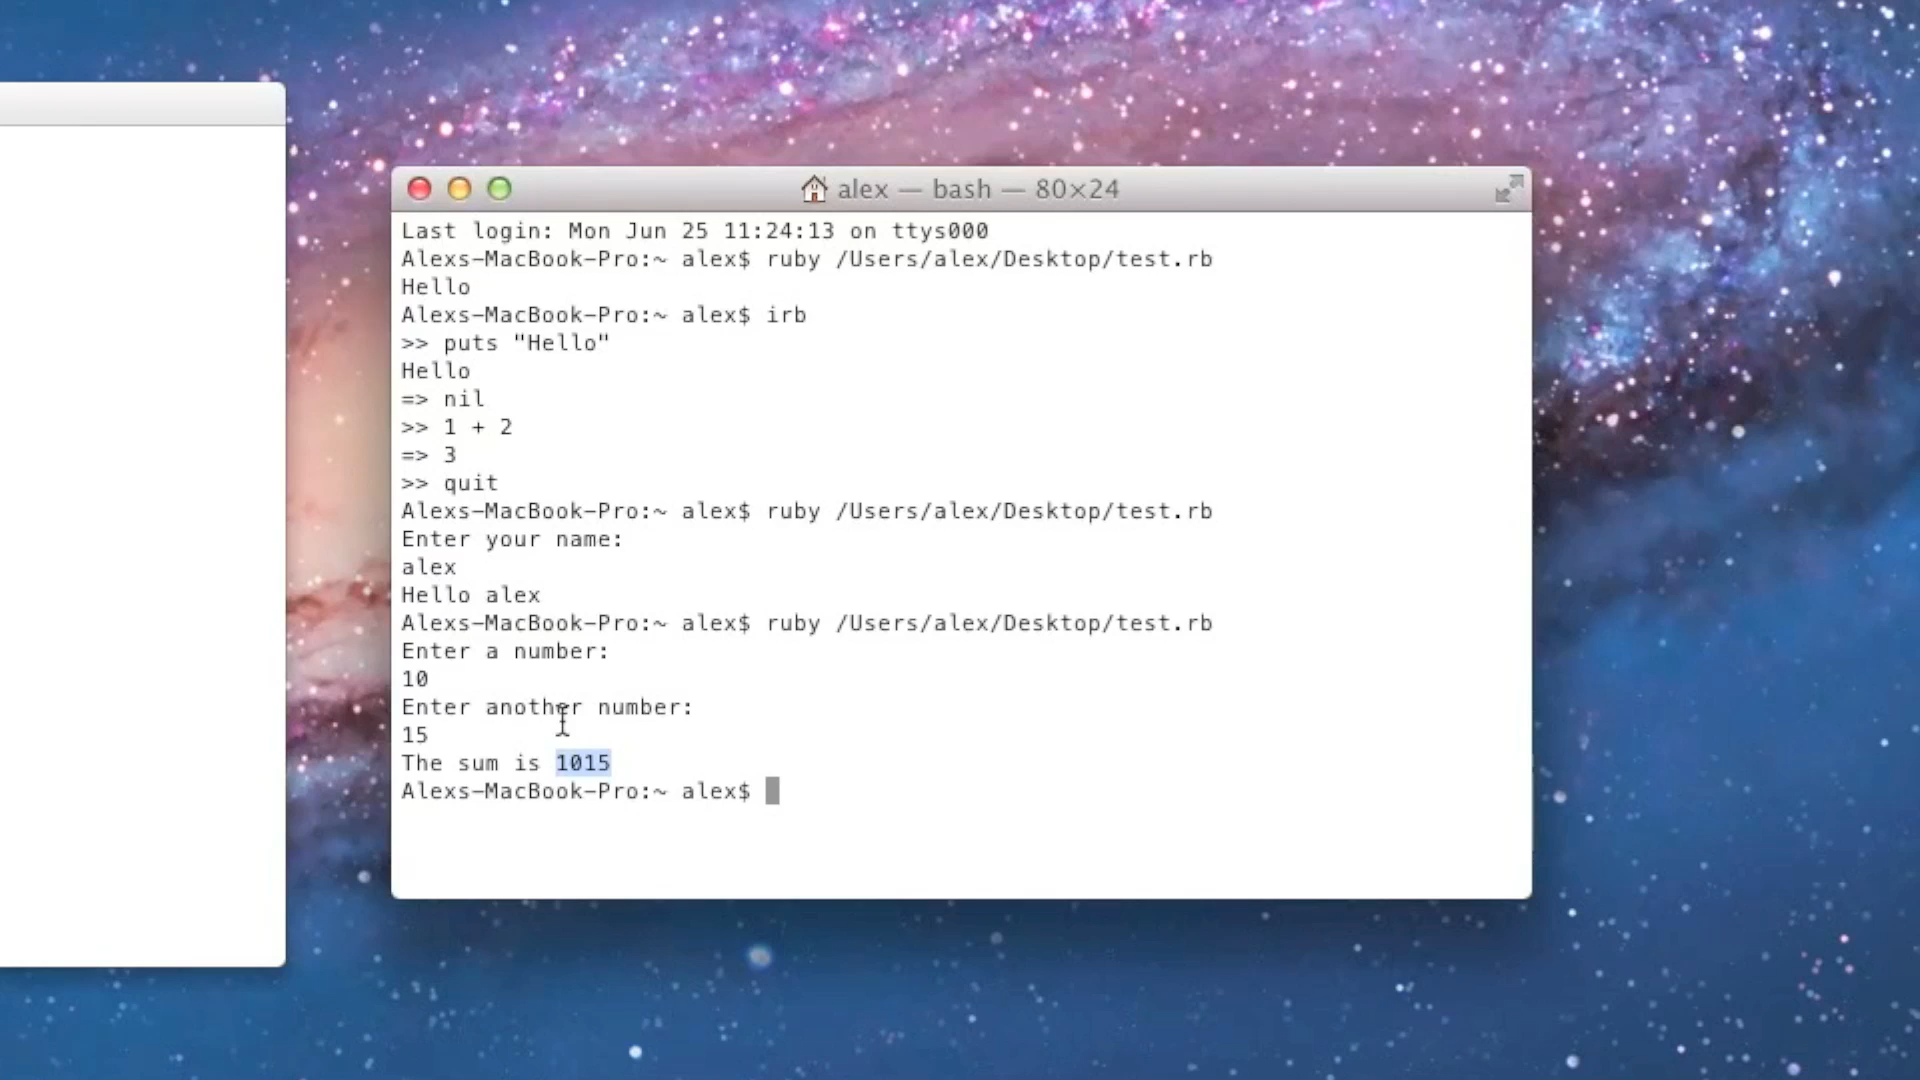 alex — bash — 80×24
Last login: Mon Jun 25 11:24:13 on ttys000
Alexs-MacBook-Pro:~ alex$ ruby /Users/alex/Desktop/test.rb
Hello
Alexs-MacBook-Pro:~ alex$ irb
>> puts "Hello"
Hello
=> nil
>> 1 + 2
=> 3
>> quit
Alexs-MacBook-Pro:~ alex$ ruby /Users/alex/Desktop/test.rb
Enter your name:
alex
Hello alex
Alexs-MacBook-Pro:~ alex$ ruby /Users/alex/Desktop/test.rb
Enter a number:
10
Enter another number:
15
The sum is 1015
Alexs-MacBook-Pro:~ alex$